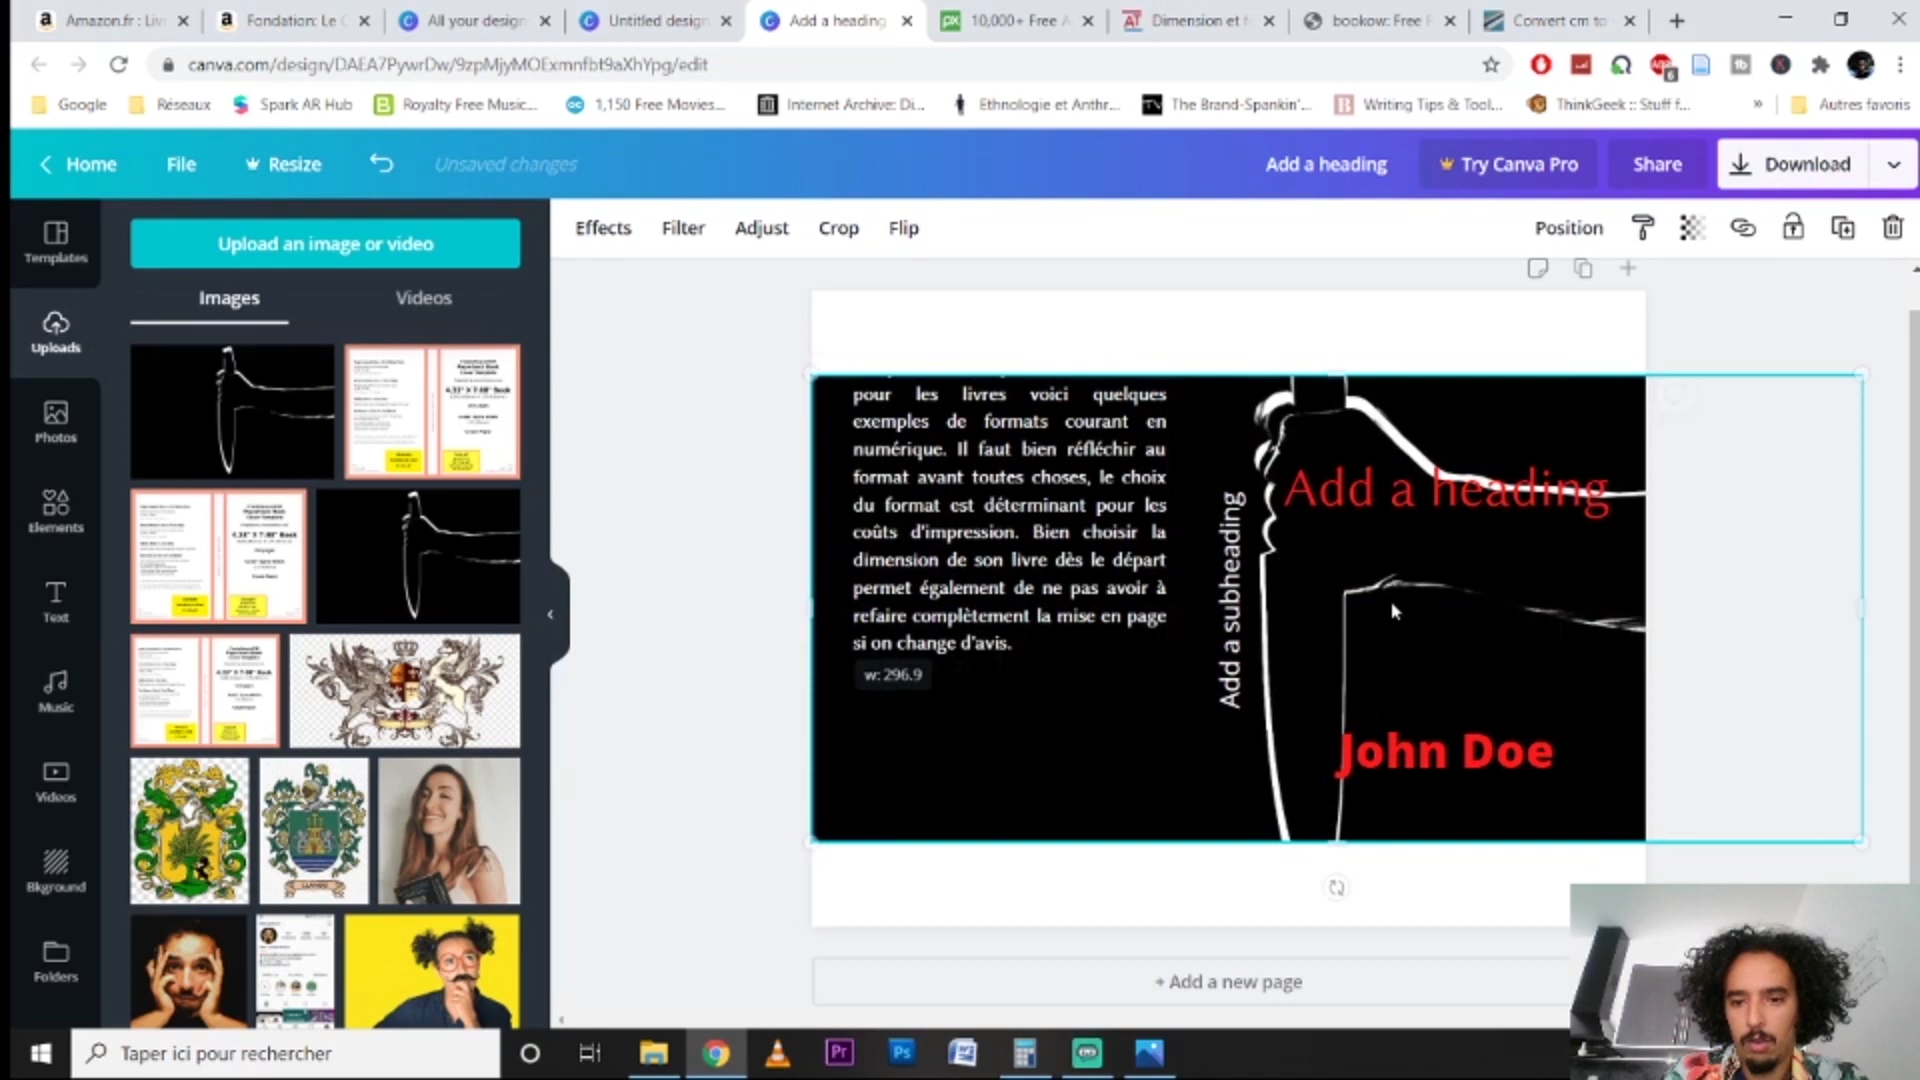 Amazon.fr : Liv
Fondation: Le C
All your design
Untitled design
Add a heading
10,000+ Free A
Dimension et f
bookow: Free F
Convert cm to
canva.com/design/DAEA7PywrDw/9zpMjyMOExmnfbt9aXhYpg/edit
Google
Réseaux
Spark AR Hub
Royalty Free Music...
1,150 Free Movies...
Internet Archive: Di...
Ethnologie et Anthr...
The Brand-Spankin'...
Writing Tips & Tool...
ThinkGeek :: Stuff f...
»
Autres favoris
Home
File
Resize
Unsaved changes
Add a heading
Try Canva Pro
Share
Download
Templates
Uploads
Photos
Elements
Text
Music
Videos
Bkground
Folders
Upload an image or video
Images
Videos
Effects
Filter
Adjust
Crop
Flip
Position
pour les livres voici quelques
exemples de formats courant en
numérique. Il faut bien réfléchir au
format avant toutes choses, le choix
du format est déterminant pour les
coûts d'impression. Bien choisir la
dimension de son livre dès le départ
permet également de ne pas avoir à
refaire complètement la mise en page
si on change d'avis.
w: 296.9
Add a subheading
Add a heading
John Doe
+ Add a new page
Taper ici pour rechercher
Pr
Ps